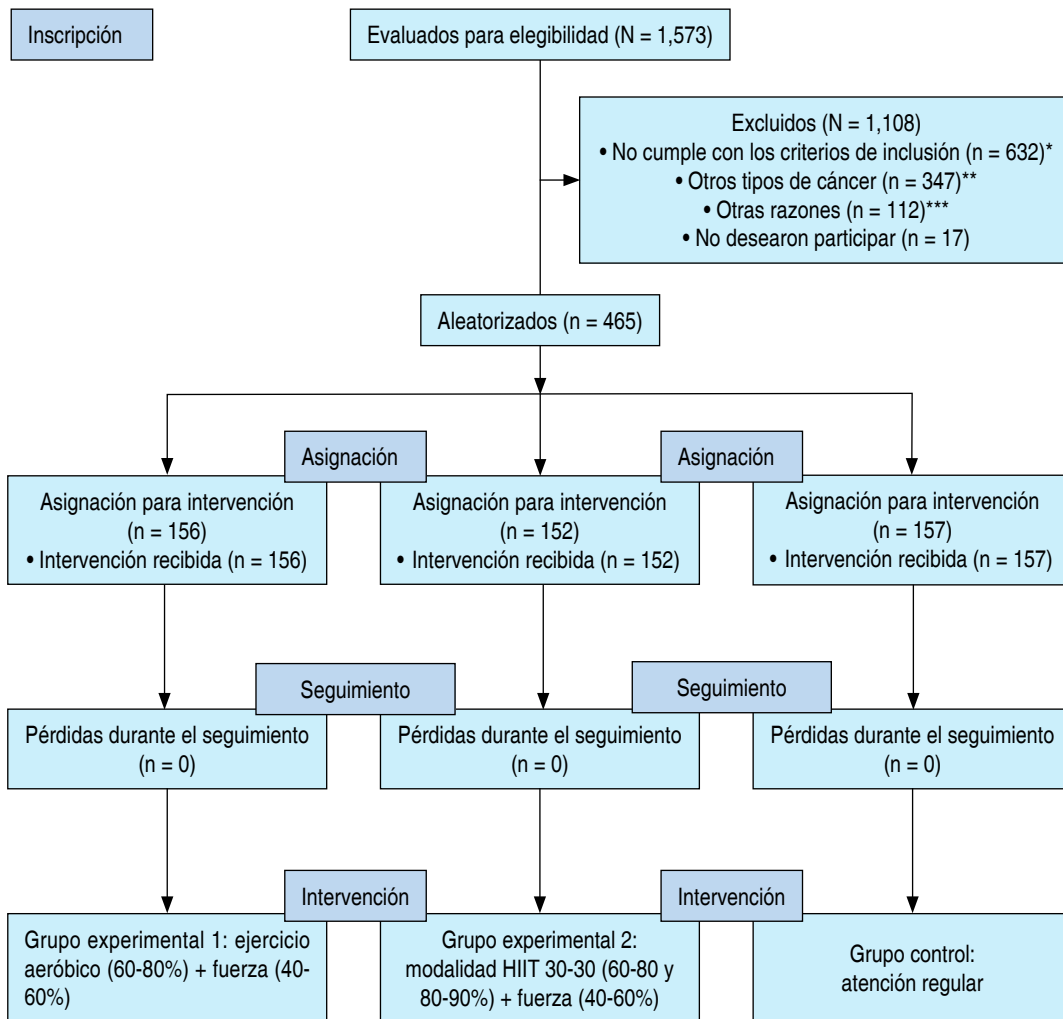 Inscripción
Evaluados para elegibilidad (N = 1,573)
Excluidos (N = 1,108)
• No cumple con los criterios de inclusión (n = 632)*
• Otros tipos de cáncer (n = 347)**
• Otras razones (n = 112)***
• No desearon participar (n = 17)
Aleatorizados (n = 465)
Asignación
Asignación
Asignación para intervención
(n = 156)
• Intervención recibida (n = 156)
Asignación para intervención
(n = 152)
• Intervención recibida (n = 152)
Asignación para intervención
(n = 157)
• Intervención recibida (n = 157)
Seguimiento
Seguimiento
Pérdidas durante el seguimiento
(n = 0)
Pérdidas durante el seguimiento
(n = 0)
Pérdidas durante el seguimiento
(n = 0)
Intervención
Intervención
Grupo experimental 1: ejercicio
aeróbico (60-80%) + fuerza (40-
60%)
Grupo experimental 2:
modalidad HIIT 30-30 (60-80 y
80-90%) + fuerza (40-60%)
Grupo control:
atención regular